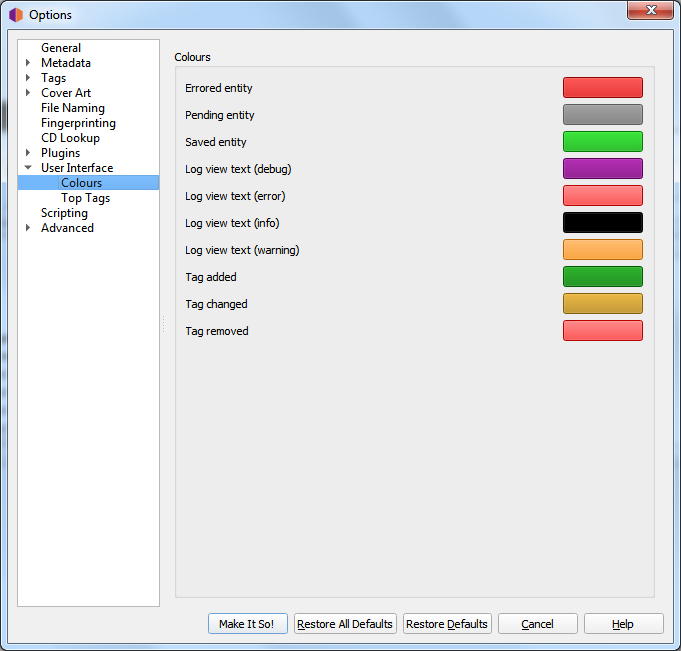 Options
General
Metadata
Tags
Cover Art
File Naming
Fingerprinting
CD Lookup
Plugins
User Interface
Colours
Top Tags
Scripting
Advanced
Colours
Errored entity
Pending entity
Saved entity
Log view text (debug)
Log view text (error)
Log view text (info)
Log view text (warning)
Tag added
Tag changed
Tag removed
Make It So!
Restore All Defaults
Restore Defaults
Cancel
Help